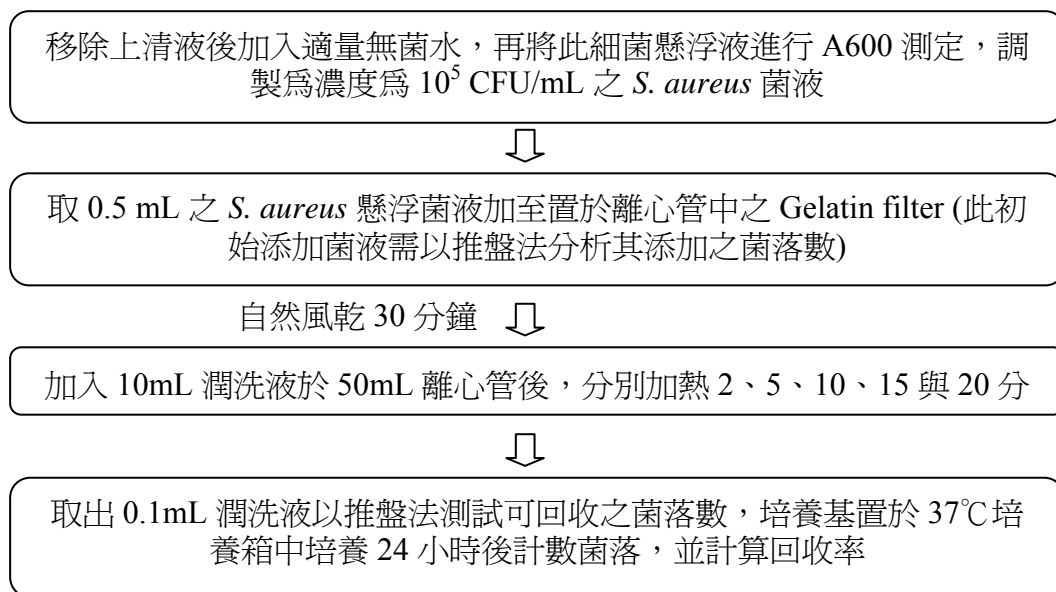 移除上清液後加入適量無菌水，再將此細菌懸浮液進行 A600 測定，調
製爲濃度爲 10⁵ CFU/mL 之 S. aureus 菌液
取 0.5 mL 之 S. aureus 懸浮菌液加至置於離心管中之 Gelatin filter (此初
始添加菌液需以推盤法分析其添加之菌落數)
自然風乾 30 分鐘
加入 10mL 潤洗液於 50mL 離心管後，分別加熱 2、5、10、15 與 20 分
取出 0.1mL 潤洗液以推盤法測試可回收之菌落數，培養基置於 37℃培
養箱中培養 24 小時後計數菌落，並計算回收率